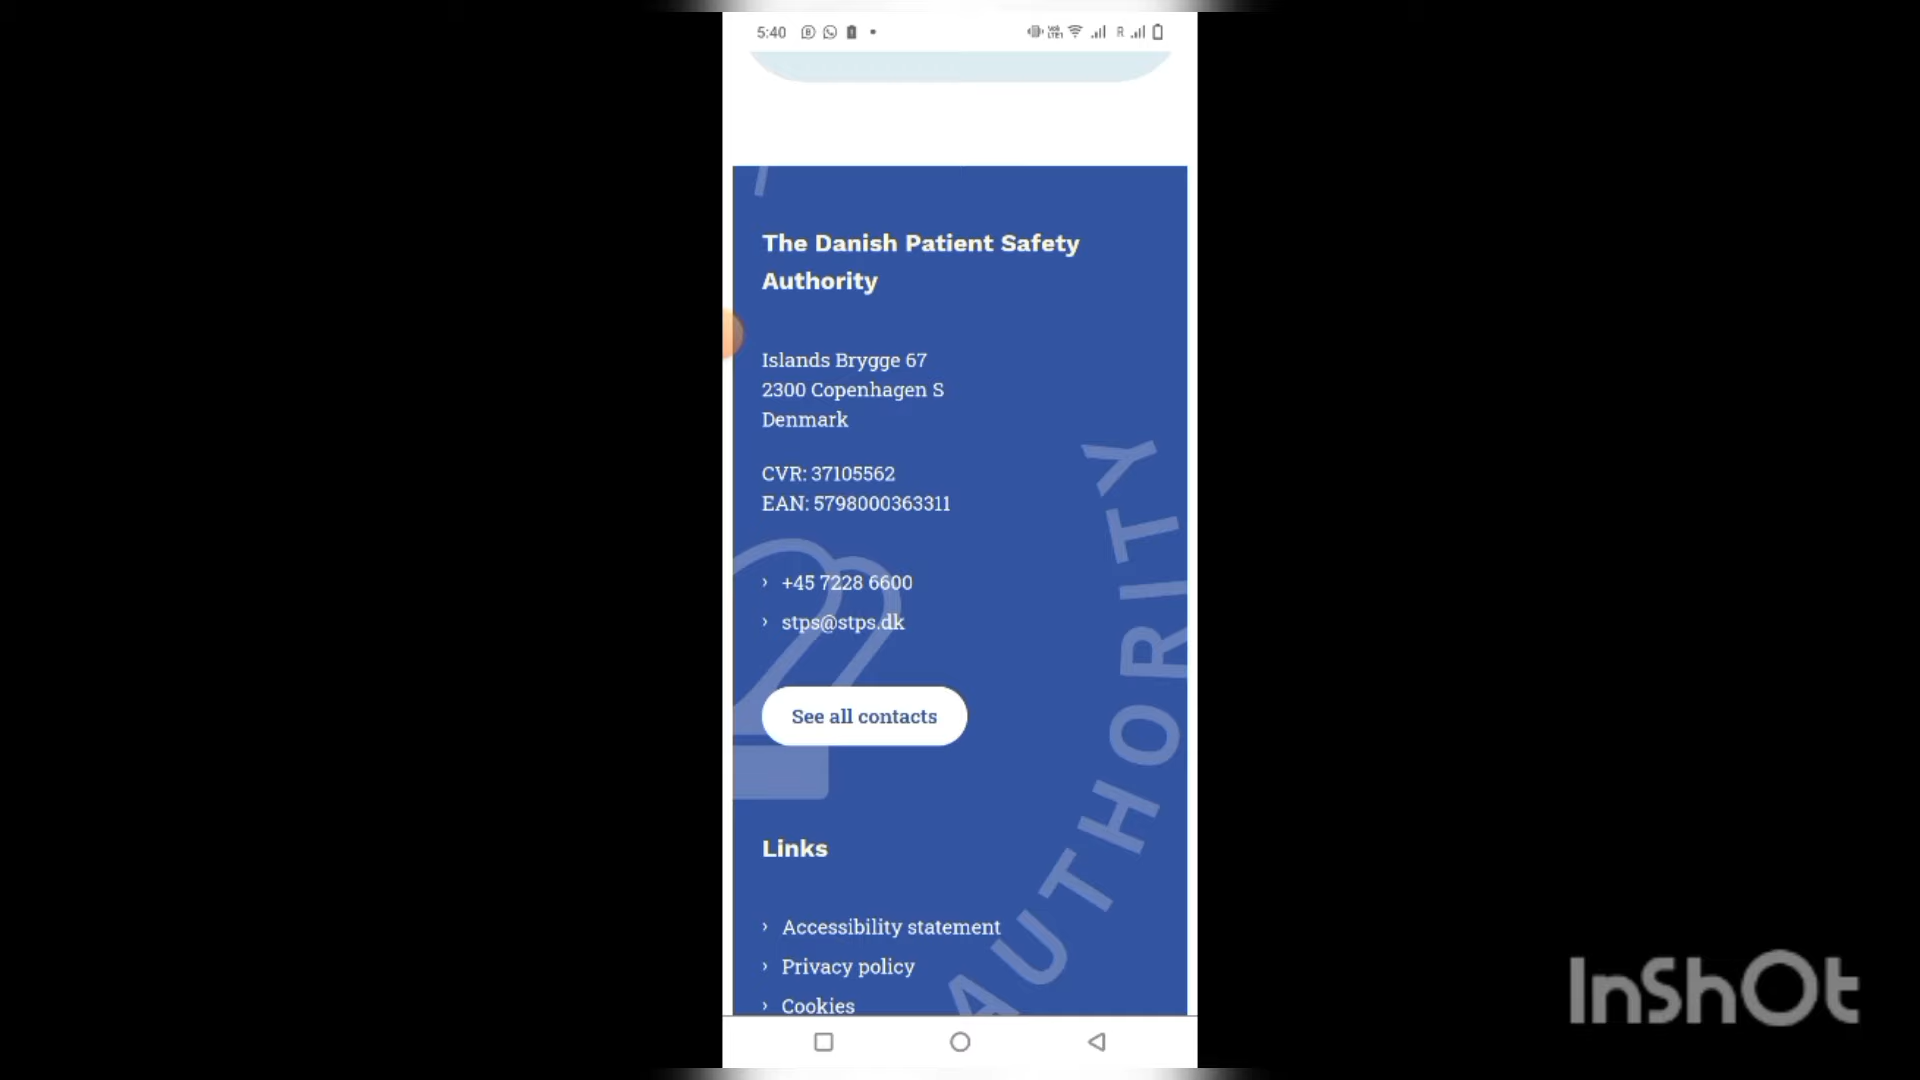 5:40
R
The Danish Patient Safety
Authority
Islands Brygge 67
2300 Copenhagen S
Denmark
CVR: 37105562
EAN: 5798000363311
+45 7228 6600
stps@stps.dk
See all contacts
AUTHORITY
Links
Accessibility statement
Privacy policy
Cookies
InShOt